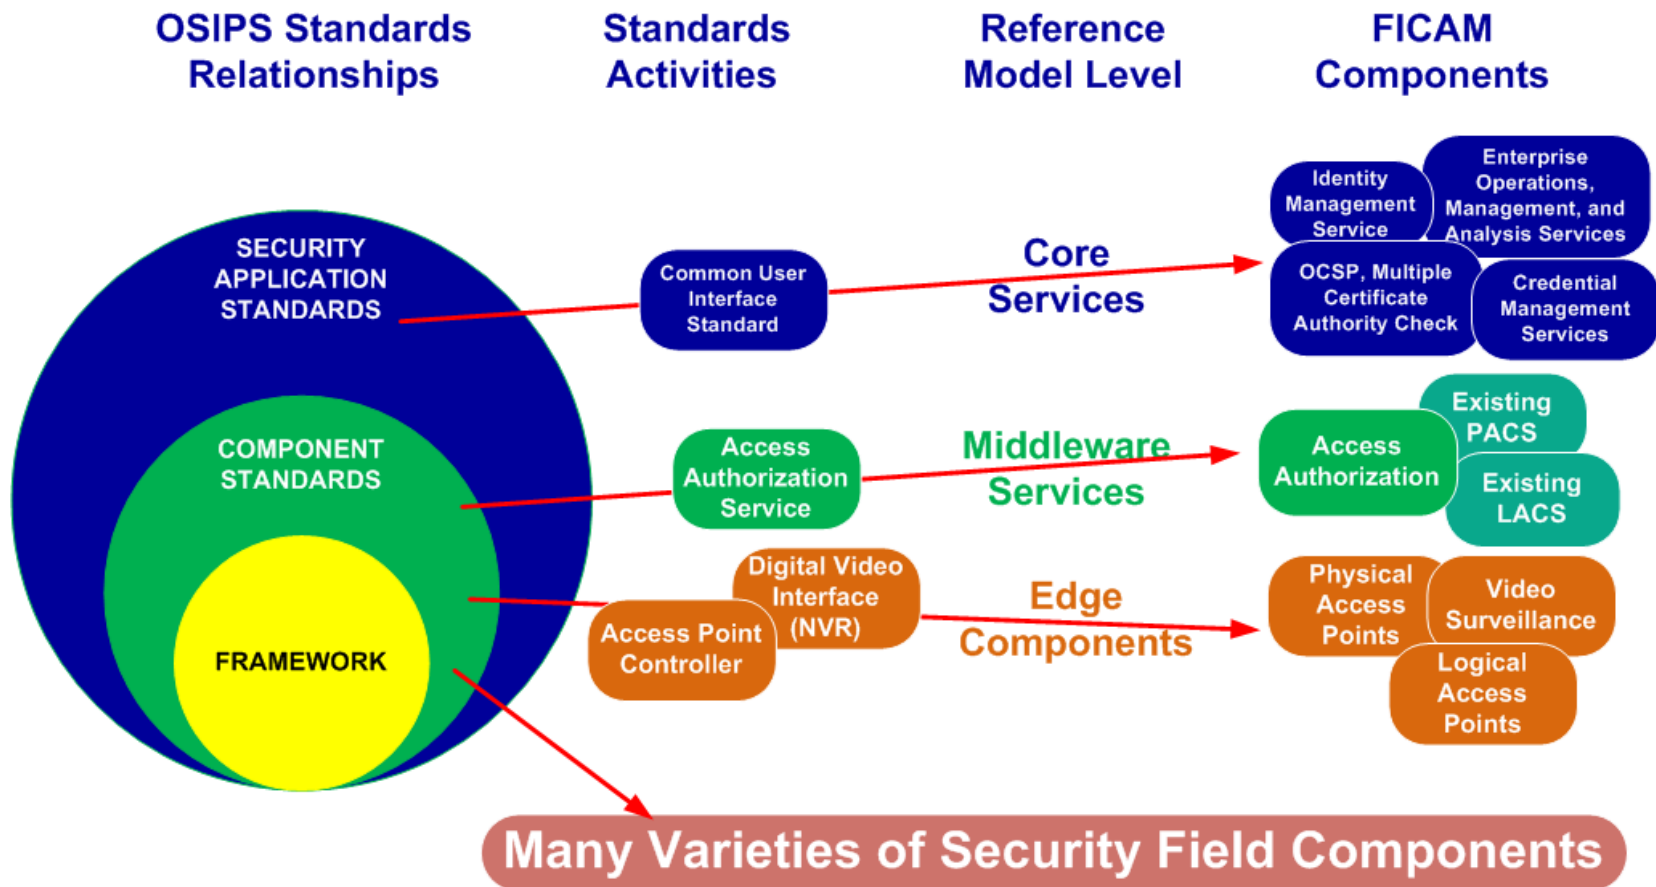 OSIPS Standards
Relationships
Standards
Activities
Reference
Model Level
FICAM
Components
SECURITY
APPLICATION
STANDARDS
Common User
Interface
Standard
Core
Services
Identity
Management
Service
Enterprise
Operations,
Management, and
Analysis Services
OCSP, Multiple
Certificate
Authority Check
Credential
Management
Services
COMPONENT
STANDARDS
Access
Authorization
Service
Middleware
Services
Access
Authorization
Existing
PACS
Existing
LACS
FRAMEWORK
Digital Video
Interface
(NVR)
Access Point
Controller
Edge
Components
Physical
Access
Points
Video
Surveillance
Logical
Access
Points
Many Varieties of Security Field Components